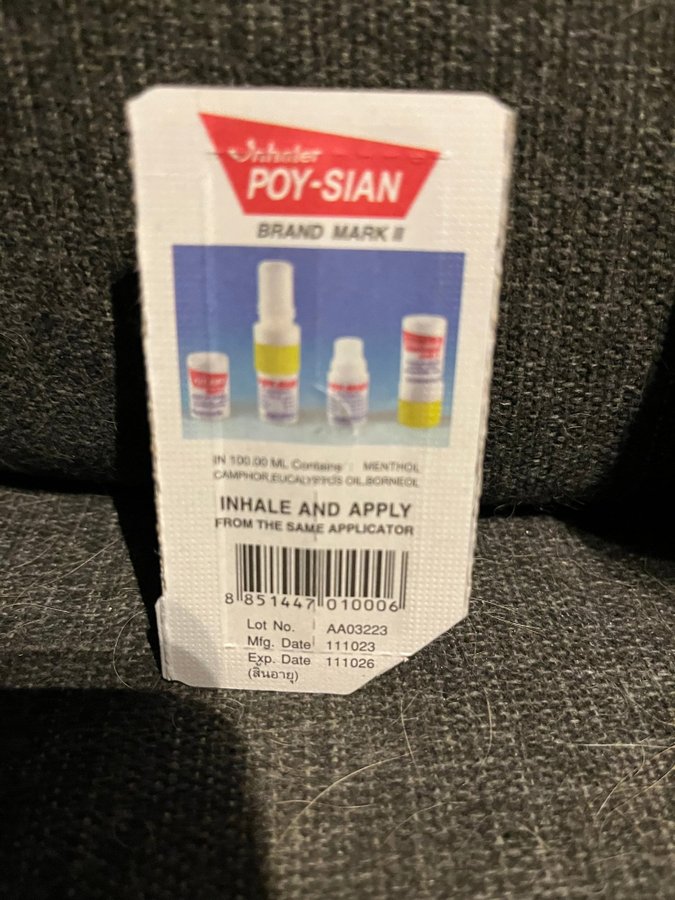 Inhaler
POY-SIAN
BRAND MARK II
IN 100.00 ML Contains : MENTHOL
CAMPHOR,EUCALYPTUS OIL,BORNEOL
INHALE AND APPLY
FROM THE SAME APPLICATOR
8 851447 010006
Lot No. AA03223
Mfg. Date 111023
Exp. Date 111026
(สิ้นอายุ)